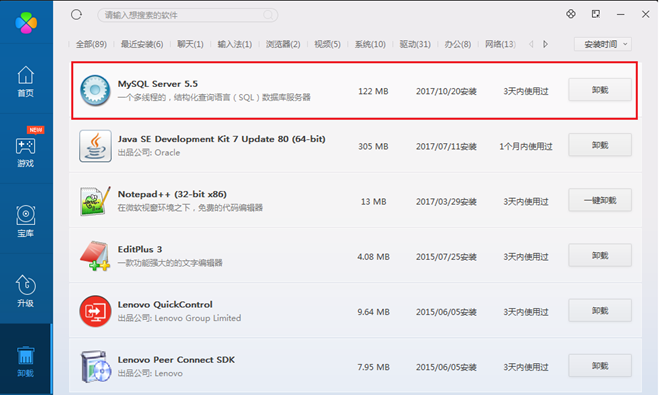 请输入想搜索的软件
全部(89) 最近安装(6) 聊天(1) 输入法(1) 浏览器(2) 视频(5) 系统(10) 驱动(31) 办公(8) 网络(13) 安装时间
首页
NEW
游戏
宝库
升级
卸载
MySQL Server 5.5
一个多线程的，结构化查询语言（SQL）数据库服务器
122 MB 2017/10/20安装 3天内使用过 卸载
Java SE Development Kit 7 Update 80 (64-bit)
出品公司: Oracle
305 MB 2017/07/11安装 1个月内使用过 卸载
Notepad++ (32-bit x86)
在微软视窗环境之下，免费的代码编辑器
13 MB 2017/03/29安装 3天内使用过 一键卸载
EditPlus 3
一款功能强大的的文字编辑器
4.08 MB 2015/07/25安装 3天内使用过 卸载
Lenovo QuickControl
出品公司: Lenovo Group Limited
9.64 MB 2015/06/05安装 3天内使用过 卸载
Lenovo Peer Connect SDK
出品公司: Lenovo
7.95 MB 2015/06/05安装 3天内使用过 卸载